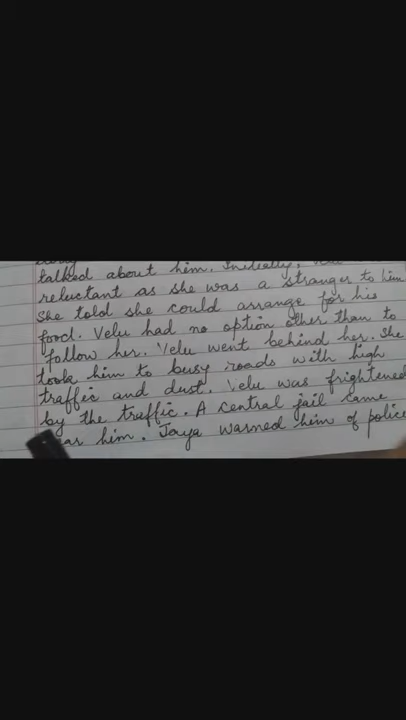 talked about him. Initially,
reluctant as she was a stranger to him
She told she could arrange for his
food. Velu had no option other than to
follow her. Velu went behind her. She
took him to busy roads with high
traffic and dust. Velu was frightened
by the traffic. A central jail came
him. Jaya warned him of police